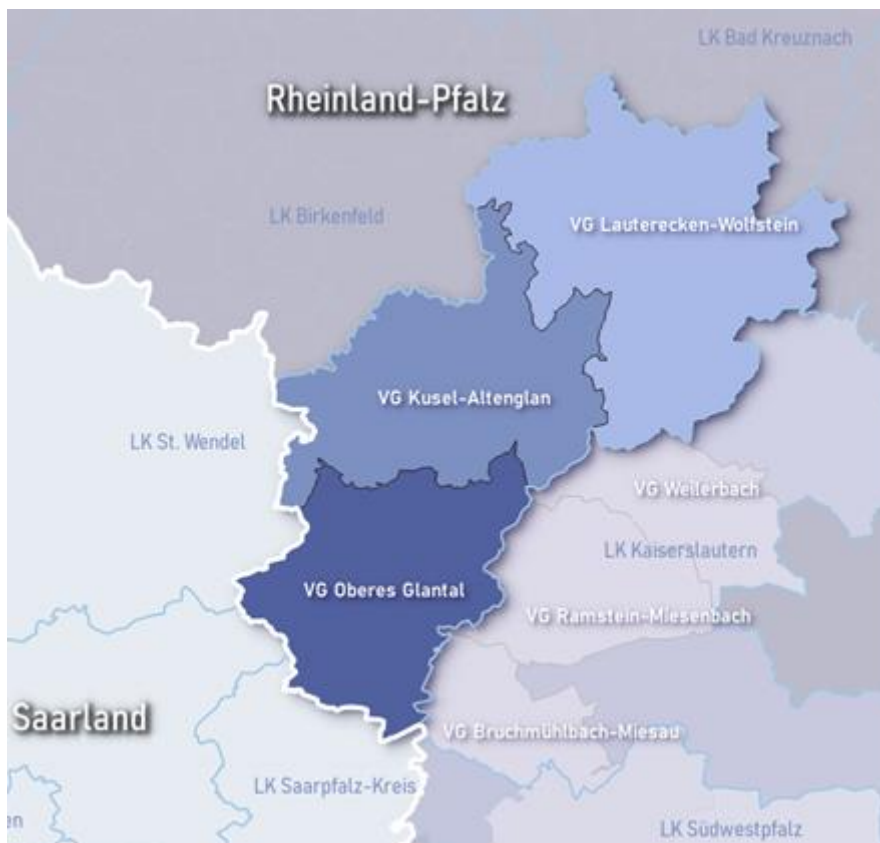 LK Bad Kreuznach
Rheinland-Pfalz
LK Birkenfeld
VG Lauterecken-Wolfstein
VG Kusel-Altenglan
LK St. Wendel
VG Weilerbach
LK Kaiserslautern
VG Oberes Glantal
VG Ramstein-Miesenbach
Saarland
VG Bruchmühlbach-Miesau
LK Saarpfalz-Kreis
en
LK Südwestpfalz